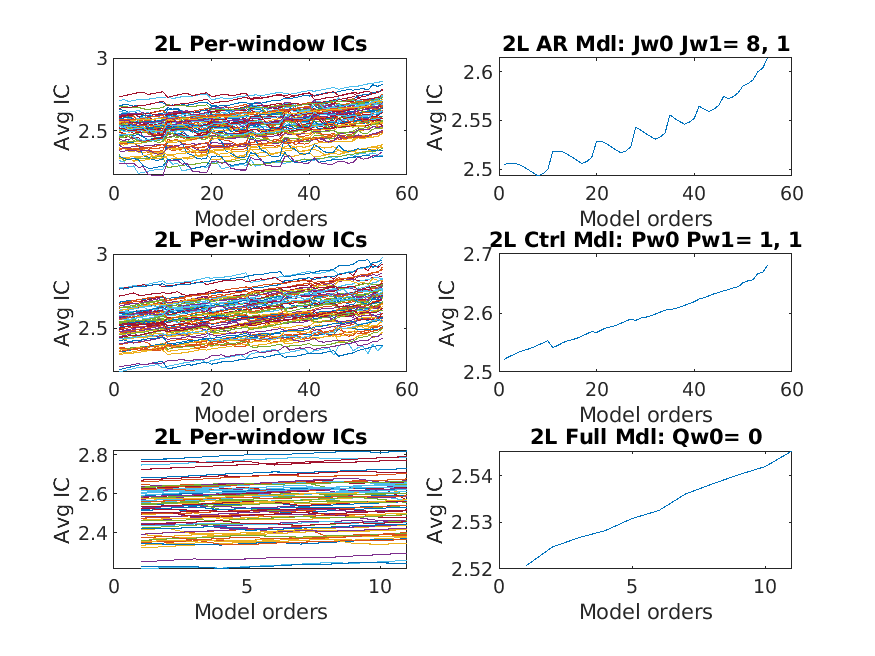 2L Per-window ICs
3
2.5
Avg IC
0 20 40 60
Model orders
2L AR Mdl: Jw0 Jw1= 8, 1
2.6
2.55
2.5
Avg IC
0 20 40 60
Model orders
2L Per-window ICs
3
2.5
Avg IC
0 20 40 60
Model orders
2L Ctrl Mdl: Pw0 Pw1= 1, 1
2.7
2.6
2.5
Avg IC
0 20 40 60
Model orders
2L Per-window ICs
2.8
2.6
2.4
Avg IC
0 5 10
Model orders
2L Full Mdl: Qw0= 0
2.54
2.53
2.52
Avg IC
0 5 10
Model orders